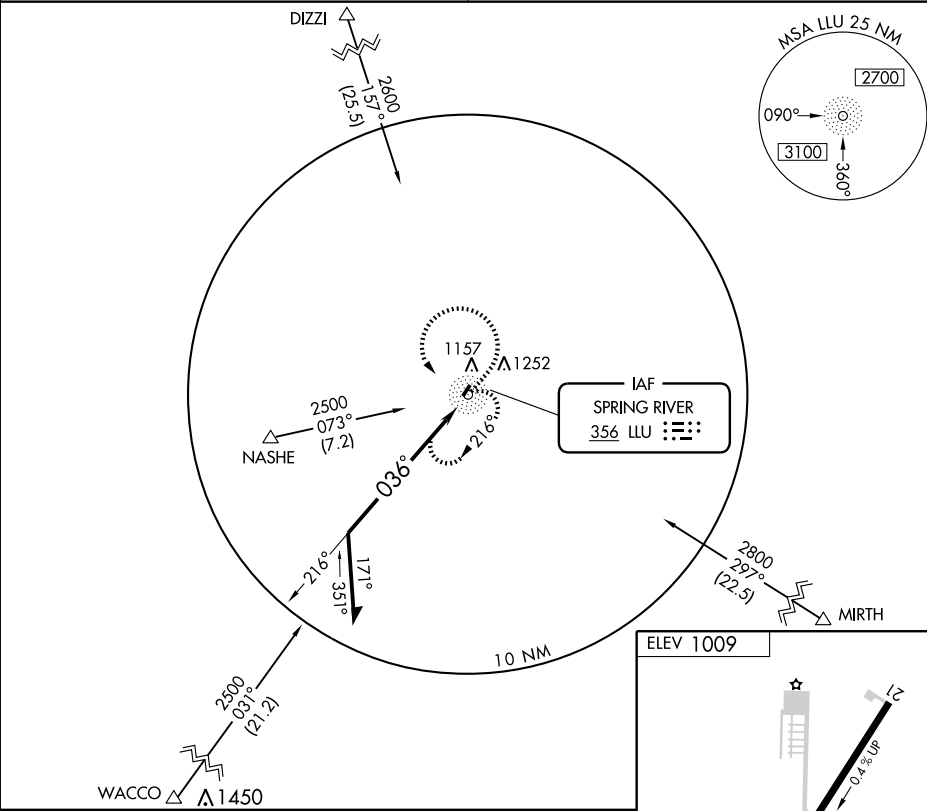 DIZZI
2600
157°
(25.5)
MSA LLU 25 NM
2700
090°
3100
360°
1157
1252
IAF
SPRING RIVER
356 LLU
2500
073°
(7.2)
NASHE
216°
036°
216°
171°
351°
2800
297°
(22.5)
MIRTH
10 NM
2500
031°
(21.2)
WACCO
1450
ELEV 1009
21
0.4% UP